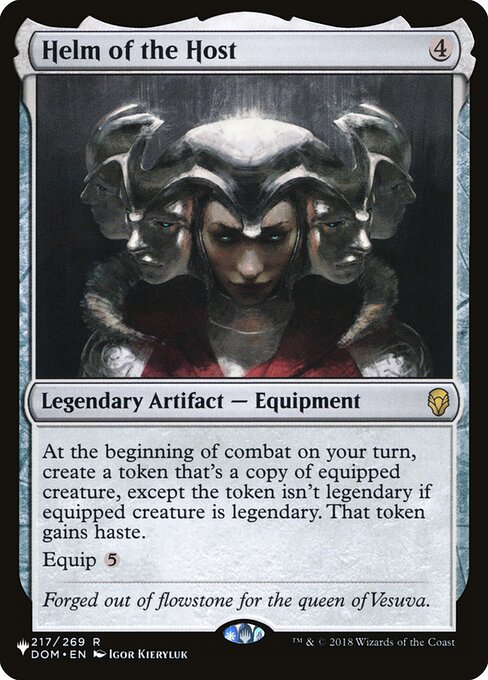 Helm of the Host 4
Legendary Artifact — Equipment
At the beginning of combat on your turn,
create a token that's a copy of equipped
creature, except the token isn't legendary if
equipped creature is legendary. That token
gains haste.
Equip 5
Forged out of flowstone for the queen of Vesuva.
217/269 R
DOM • EN Igor Kieryluk
™ & © 2018 Wizards of the Coast